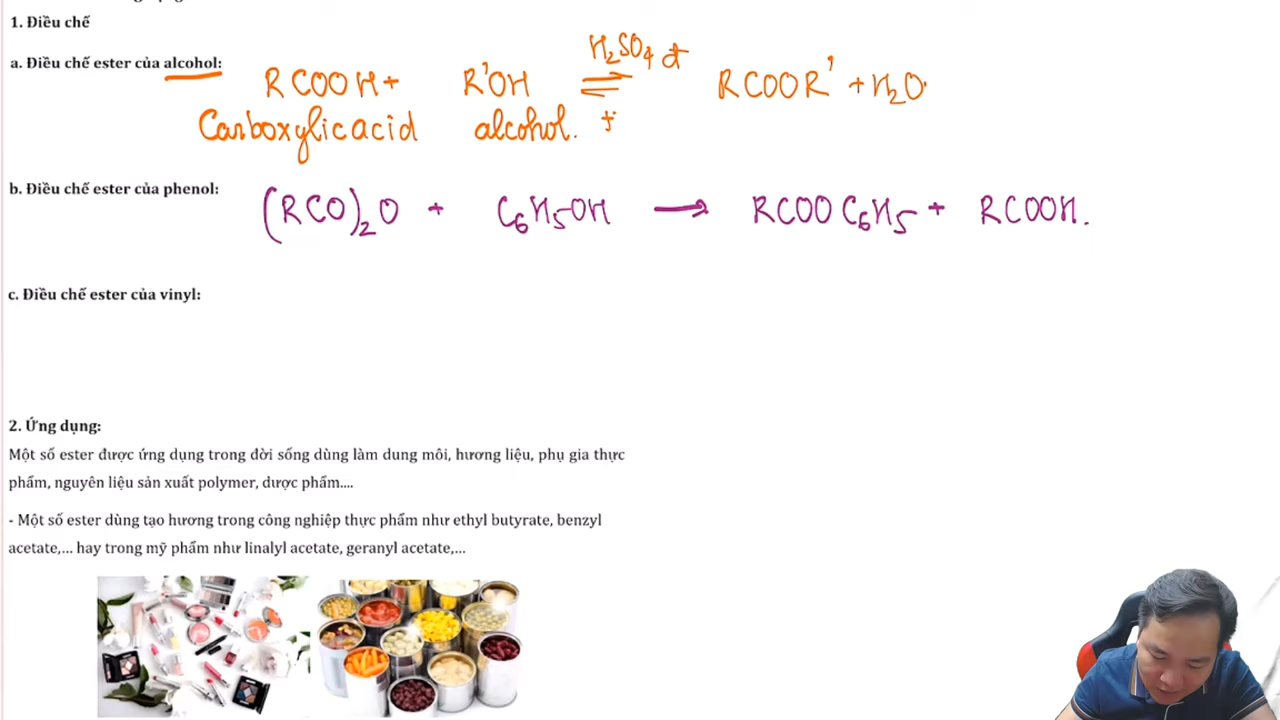 1. Điều chế
a. Điều chế ester của alcohol:
RCOOH + R'OH ⇌ RCOOR' + H₂O
H₂SO₄ đ
Carboxylic acid alcohol.
b. Điều chế ester của phenol:
(RCO)₂O + C₆H₅OH → RCOOC₆H₅ + RCOOH.
c. Điều chế ester của vinyl:
2. Ứng dụng:
Một số ester được ứng dụng trong đời sống dùng làm dung môi, hương liệu, phụ gia thực
phẩm, nguyên liệu sản xuất polymer, dược phẩm....
- Một số ester dùng tạo hương trong công nghiệp thực phẩm như ethyl butyrate, benzyl
acetate,... hay trong mỹ phẩm như linalyl acetate, geranyl acetate,...